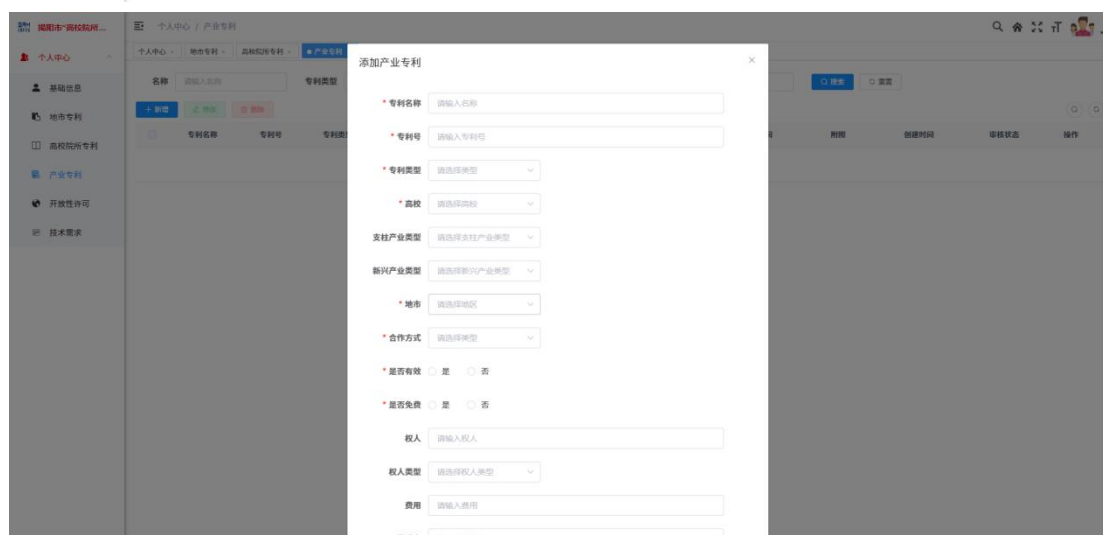 揭阳市"高校院所...
个人中心 / 产业专利
个人中心
地市专利
高校院所专利
产业专利
个人中心
基础信息
地市专利
高校院所专利
产业专利
开放性许可
技术需求
名称 请输入名称
专利类型
搜索
重置
+ 新增
修改
删除
专利名称
专利号
专利类
附图
创建时间
审核状态
操作
添加产业专利
* 专利名称 请输入名称
* 专利号 请输入专利号
* 专利类型 请选择类型
* 高校 请选择高校
支柱产业类型 请选择支柱产业类型
新兴产业类型 请选择新兴产业类型
* 地市 请选择地区
* 合作方式 请选择类型
* 是否有效 是 否
* 是否免费 是 否
权人 请输入权人
权人类型 请选择权人类型
费用 请输入费用